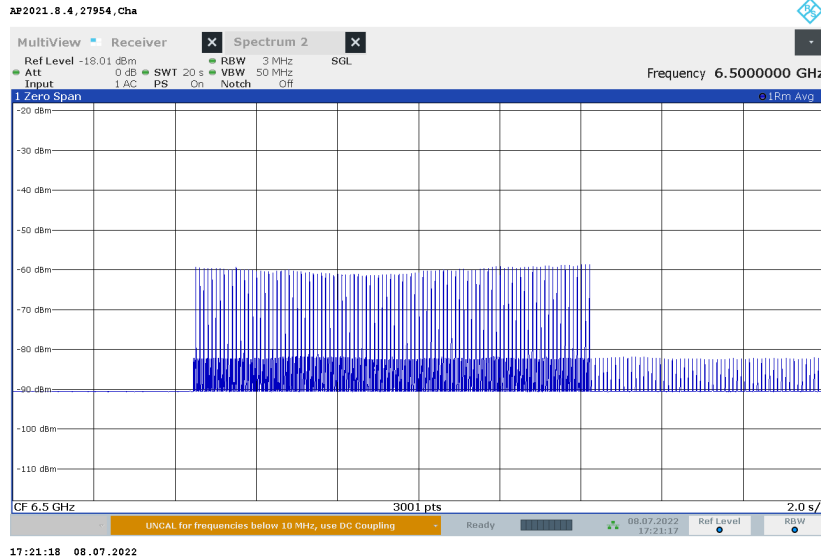 AP2021.8.4,27954,Cha
R&S
MultiView Receiver X Spectrum 2 X
Ref Level -18.01 dBm RBW 3 MHz SGL
Att 0 dB SWT 20 s VBW 50 MHz Frequency 6.5000000 GHz
Input 1 AC PS On Notch Off
1 Zero Span 1Rm Avg
-20 dBm
-30 dBm
-40 dBm
-50 dBm
-60 dBm
-70 dBm
-80 dBm
-90 dBm
-100 dBm
-110 dBm
CF 6.5 GHz 3001 pts 2.0 s/
UNCAL for frequencies below 10 MHz, use DC Coupling Ready 08.07.2022 Ref Level RBW
17:21:17
17:21:18 08.07.2022